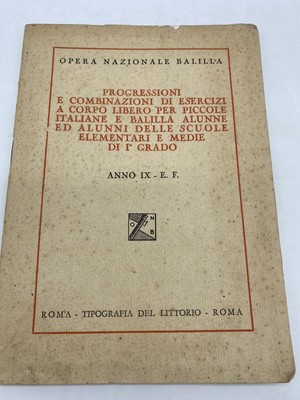 OPERA NAZIONALE BALILLA
PROGRESSIONI
E COMBINAZIONI DI ESERCIZI
A CORPO LIBERO PER PICCOLE
ITALIANE E BALILLA ALUNNE
ED ALUNNI DELLE SCUOLE
ELEMENTARI E MEDIE
DI I° GRADO
ANNO IX - E. F.
O N
B
ROMA - TIPOGRAFIA DEL LITTORIO - ROMA